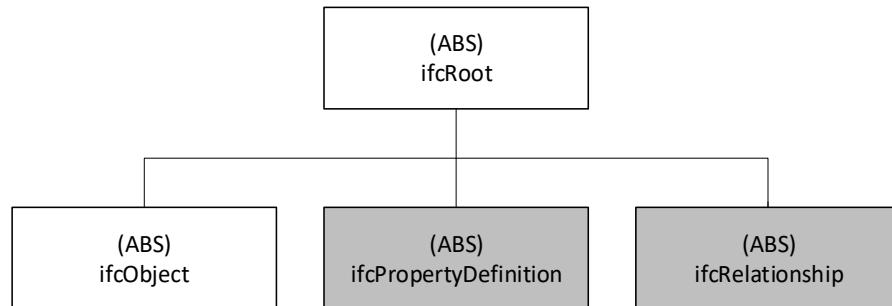 (ABS)
ifcRoot
(ABS)
ifcObject
(ABS)
ifcPropertyDefinition
(ABS)
ifcRelationship